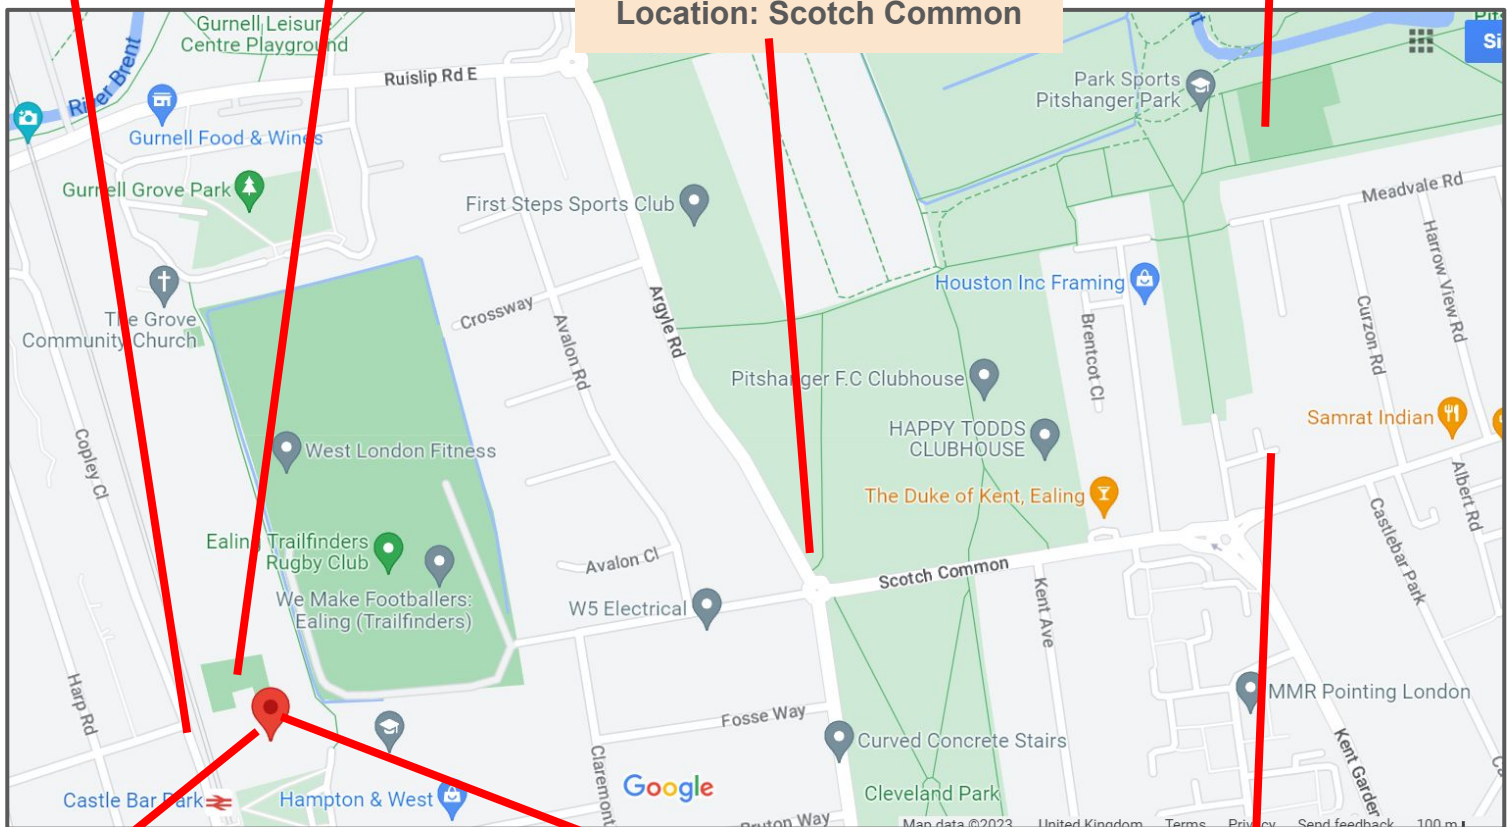 Location: Scotch Common
Gurnell Leisure
Centre Playground
River Brent
Ruislip Rd E
Si
Park Sports
Pitshanger Park
Gurnell Food & Wines
Gurnell Grove Park
First Steps Sports Club
Meadvale Rd
Harrow View Rd
The Grove
Community Church
Crossway
Avalon Rd
Argyle Rd
Houston Inc Framing
Brentcot Cl
Curzon Rd
Pitshanger F.C Clubhouse
HAPPY TODDS
CLUBHOUSE
Samrat Indian
Copley Cl
West London Fitness
The Duke of Kent, Ealing
Albert Rd
Castlebar Park
Ealing Trailfinders
Rugby Club
Avalon Cl
Scotch Common
We Make Footballers:
Ealing (Trailfinders)
W5 Electrical
Kent Ave
Harp Rd
MMR Pointing London
Fosse Way
Curved Concrete Stairs
Kent Garden
Claremont
Castle Bar Park
Hampton & West
Google
Cleveland Park
Map data ©2023 United Kingdom Terms Privacy Send feedback 100 m